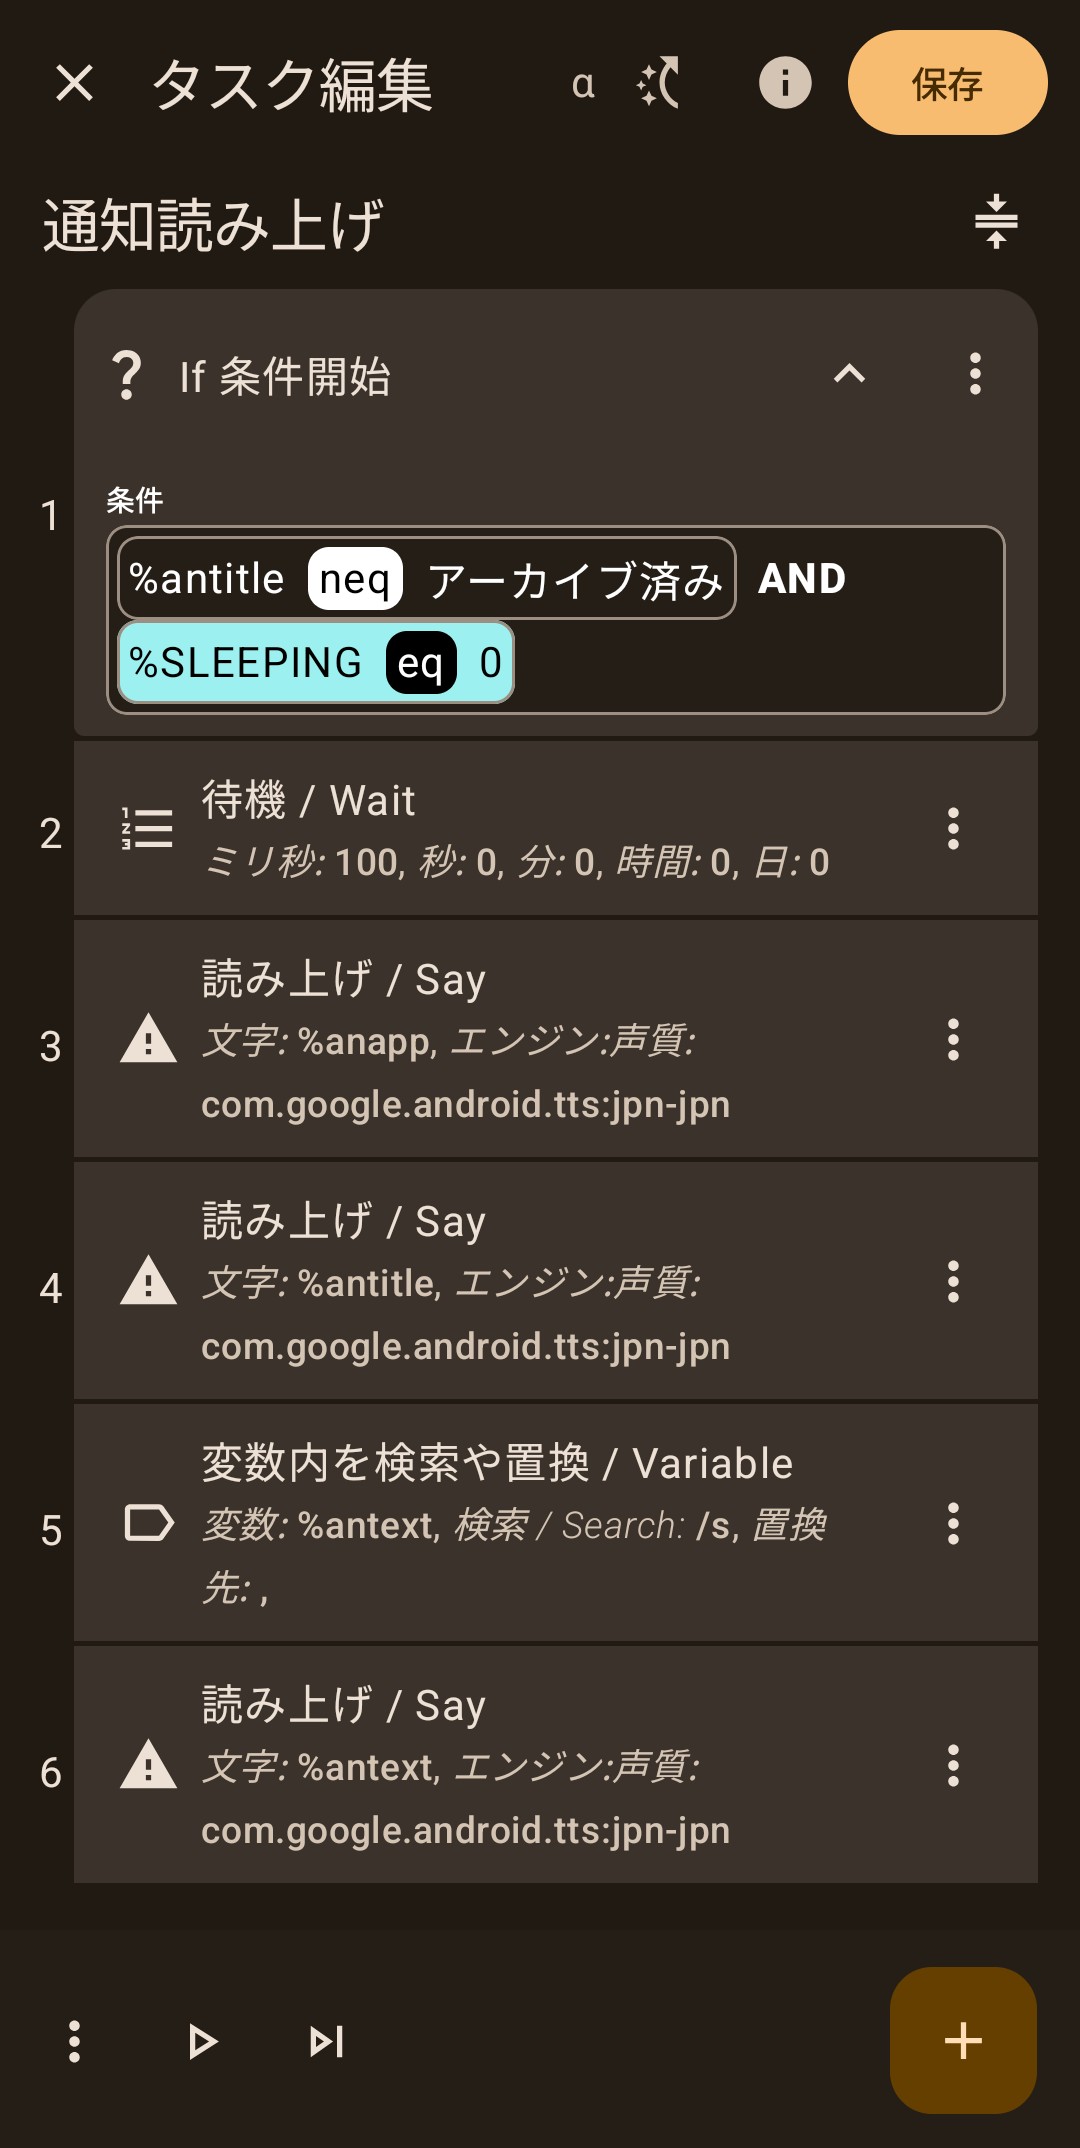 タスク編集 α 保存
通知読み上げ
If 条件開始
1
条件
%antitle neq アーカイブ済み AND
%SLEEPING eq 0
2
待機 / Wait
ミリ秒: 100, 秒: 0, 分: 0, 時間: 0, 日: 0
3
読み上げ / Say
文字: %anapp, エンジン:声質:
com.google.android.tts:jpn-jpn
4
読み上げ / Say
文字: %antitle, エンジン:声質:
com.google.android.tts:jpn-jpn
5
変数内を検索や置換 / Variable
変数: %antext, 検索 / Search: /s, 置換
先: ,
6
読み上げ / Say
文字: %antext, エンジン:声質:
com.google.android.tts:jpn-jpn